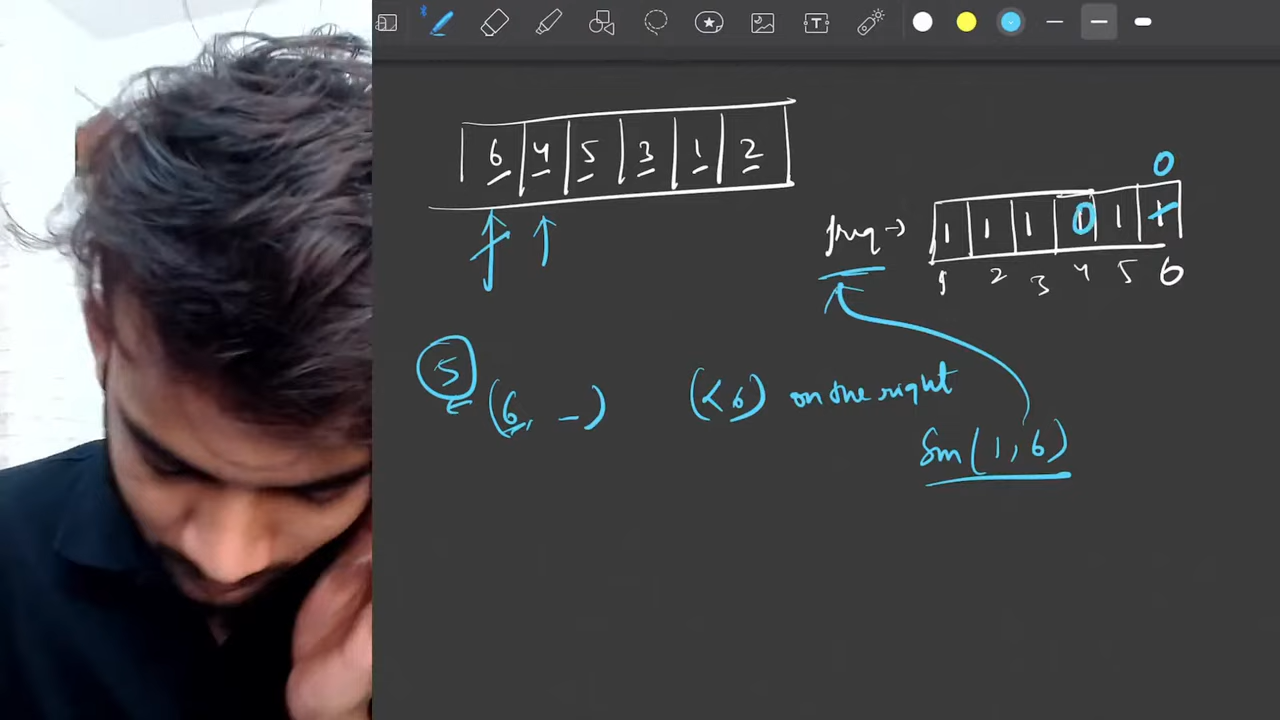 6 4 5 3 1 2
0
freq → 1 1 1 0 1 1
1 2 3 4 5 6
5 (6, _) (< 6) on the right
Sm(1, 6)